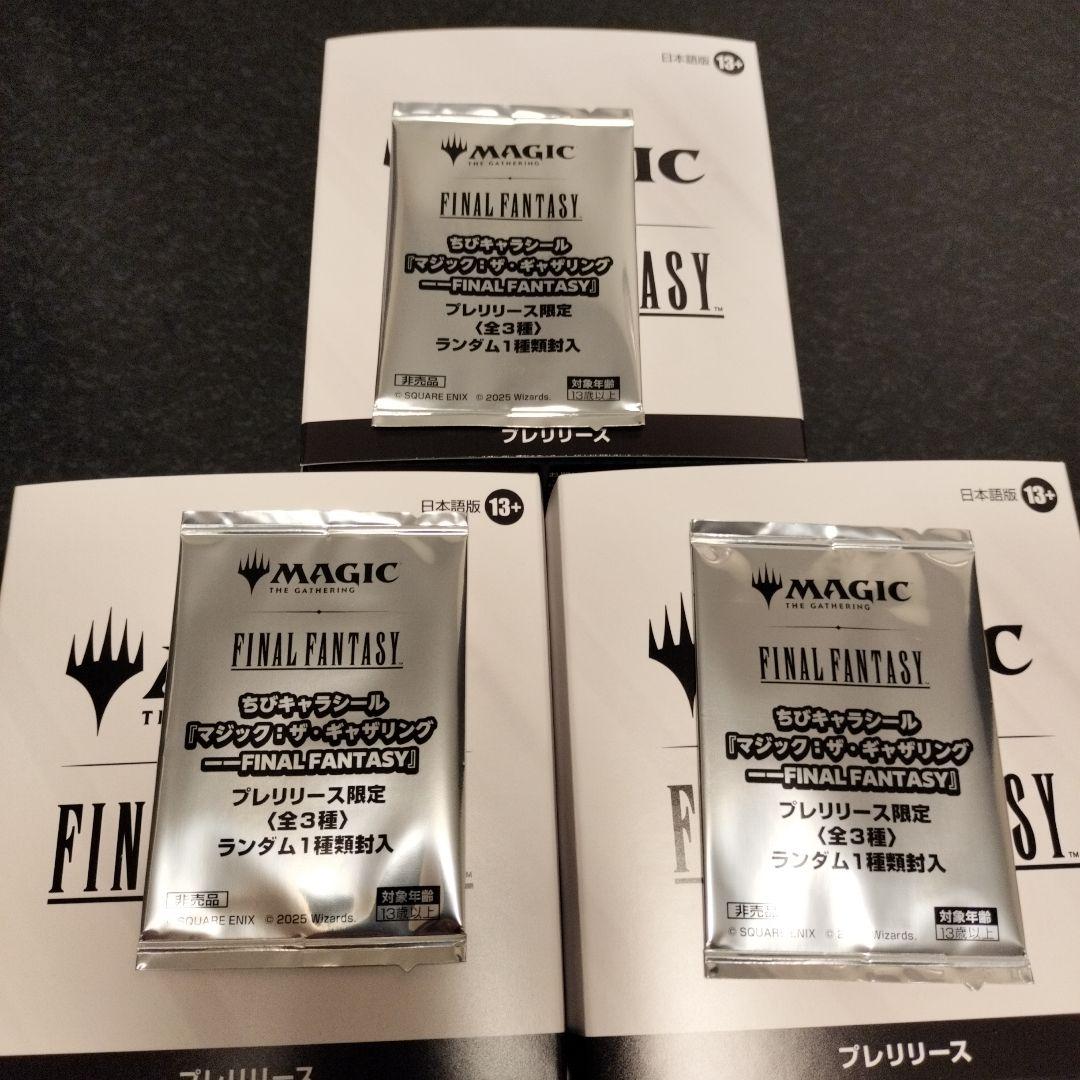 日本語版 13+
MAGIC
THE GATHERING
IC
FINAL FANTASY
ASY™
ちびキャラシール
『マジック:ザ・ギャザリング
——FINAL FANTASY』
プレリリース限定
〈全3種〉
ランダム1種類封入
非売品
対象年齢
13歳以上
© SQUARE ENIX © 2025 Wizards.
プレリリース
日本語版 13+
MAGIC
THE GATHERING
FINAL FANTASY
ちびキャラシール
『マジック:ザ・ギャザリング
——FINAL FANTASY』
プレリリース限定
〈全3種〉
ランダム1種類封入
非売品
対象年齢
13歳以上
SQUARE ENIX © 2025 Wizards.
FIN
プレリリース
日本語版 13+
MAGIC
THE GATHERING
C
FINAL FANTASY
ちびキャラシール
『マジック:ザ・ギャザリング
——FINAL FANTASY』
プレリリース限定
〈全3種〉
ランダム1種類封入
非売品
対象年齢
13歳以上
© SQUARE ENIX © 2 Wizards.
F
SY™
プレリリース